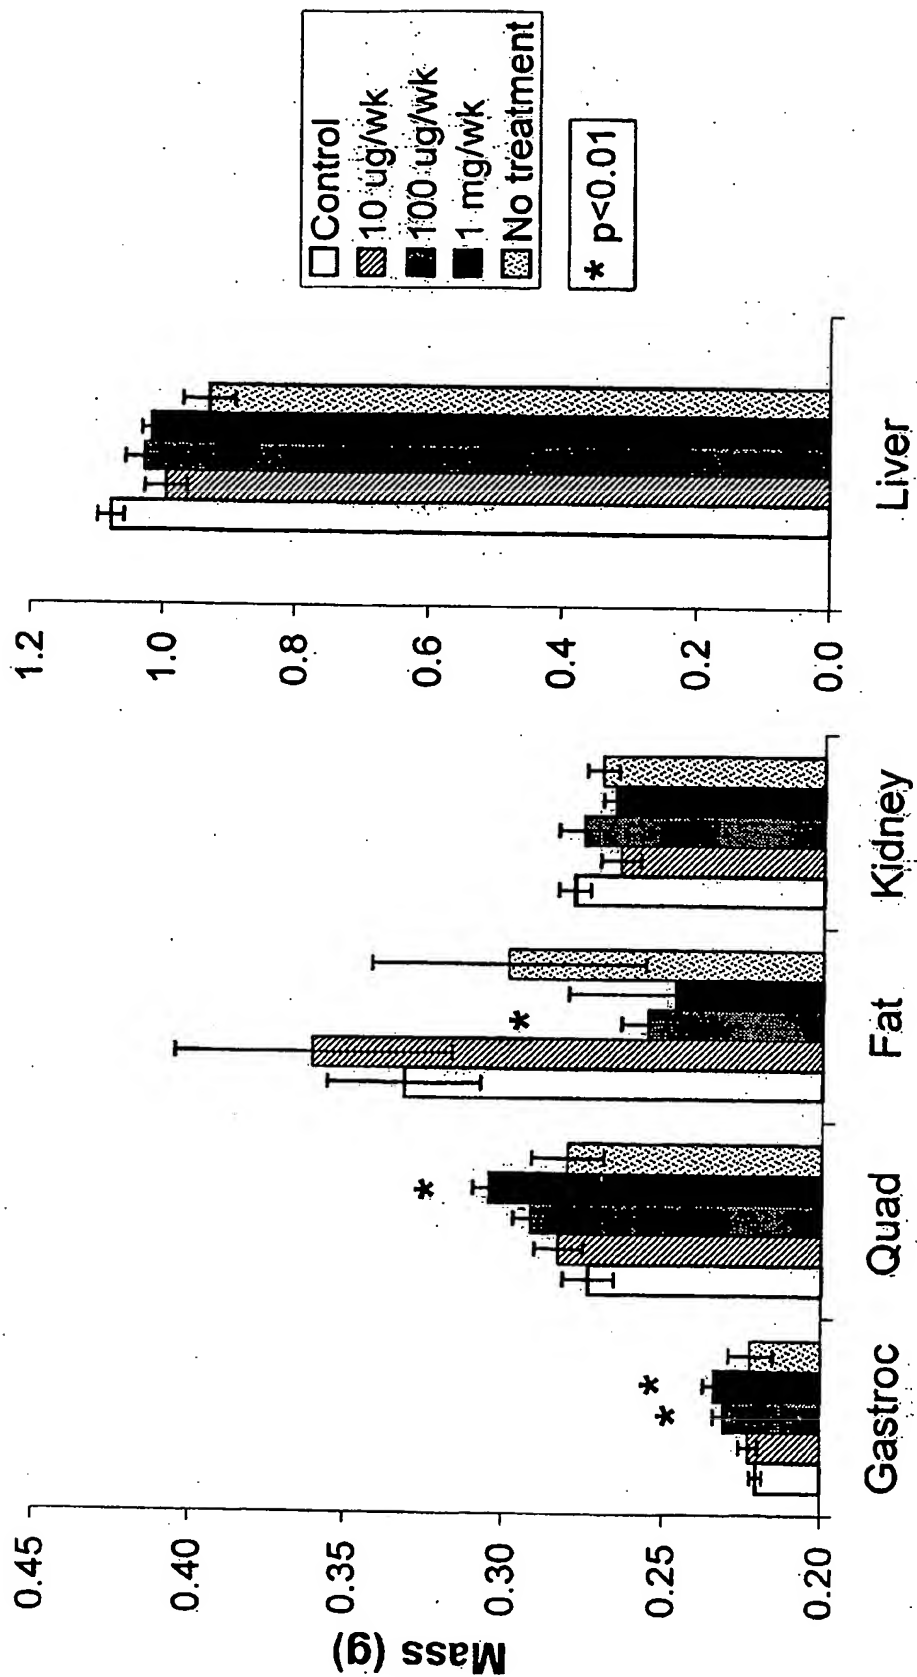 Mass (g)
0.45
0.40
0.35
0.30
0.25
0.20
Gastroc
Quad
Fat
Kidney
*
*
*
*
1.2
1.0
0.8
0.6
0.4
0.2
0.0
Liver
Control
10 ug/wk
100 ug/wk
1 mg/wk
No treatment
* p<0.01